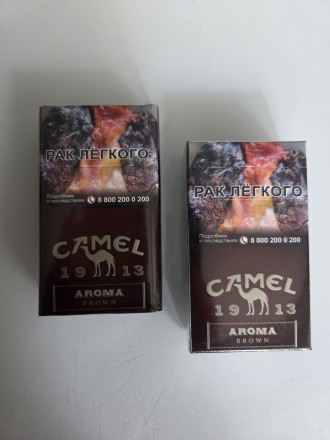 РАК ЛЁГКОГО
Подробнее
о последствиях 8 800 200 0 200
CAMEL
19 13
AROMA
BROWN
РАК ЛЁГКОГО
Подробнее
о последствиях 8 800 200 0 200
CAMEL
19 13
AROMA
BROWN